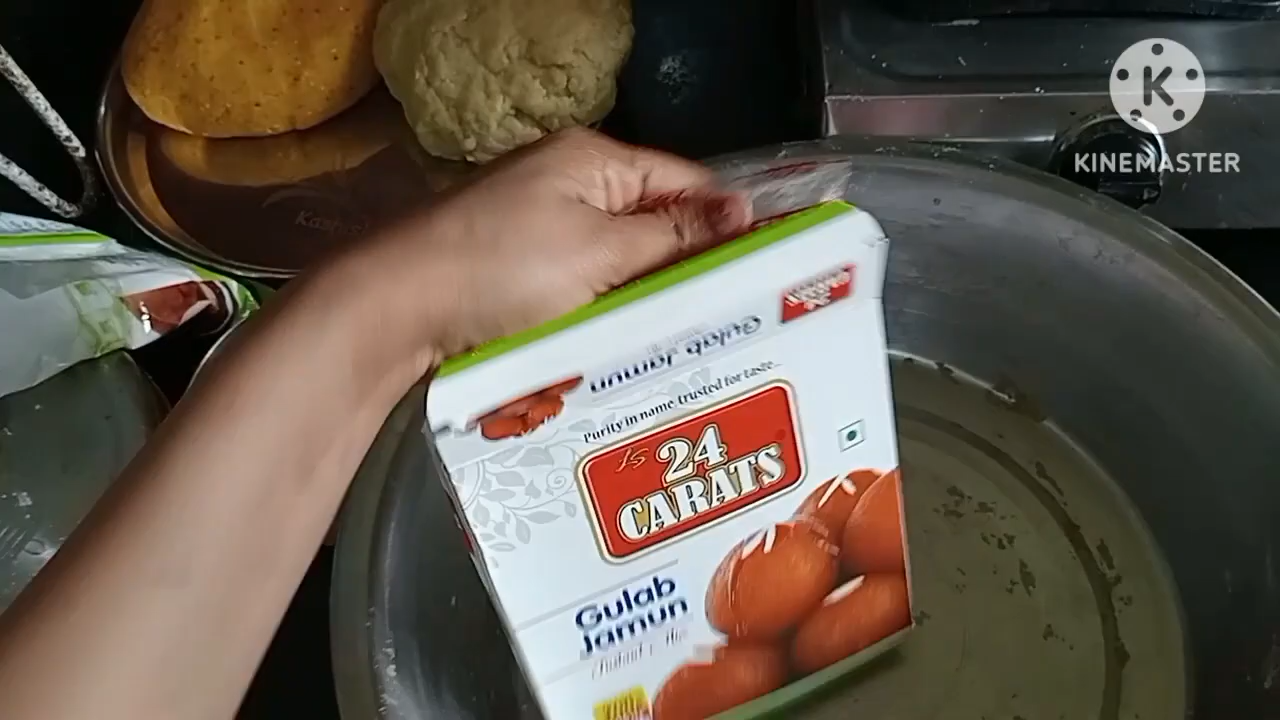 KINEMASTER
Gulab Jamun
Purity in name, trusted for taste...
24
CARATS
Gulab
Jamun